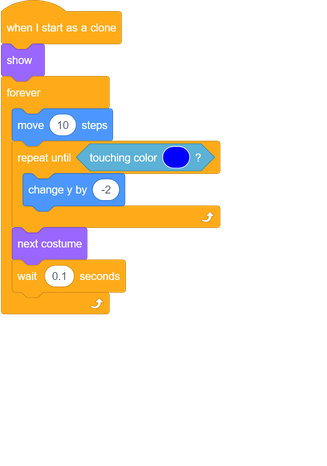 when I start as a clone
show
forever
move 10 steps
repeat until touching color ?
change y by -2
next costume
wait 0.1 seconds